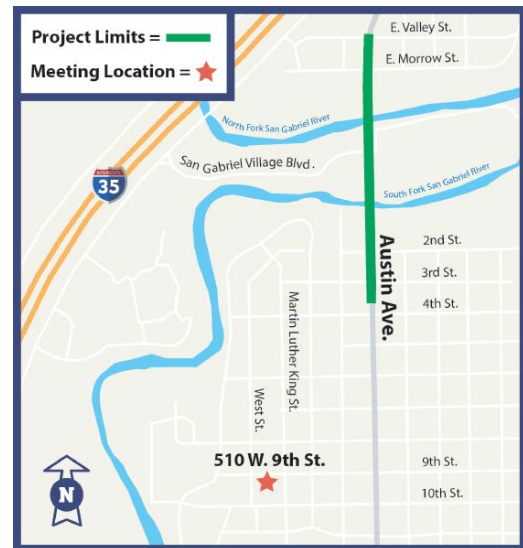 Project Limits =
Meeting Location =
E. Valley St.
E. Morrow St.
North Fork San Gabriel River
San Gabriel Village Blvd.
INTERSTATE
35
South Fork San Gabriel River
Austin Ave.
2nd St.
3rd St.
4th St.
Martin Luther King St.
West St.
510 W. 9th St.
9th St.
10th St.
N